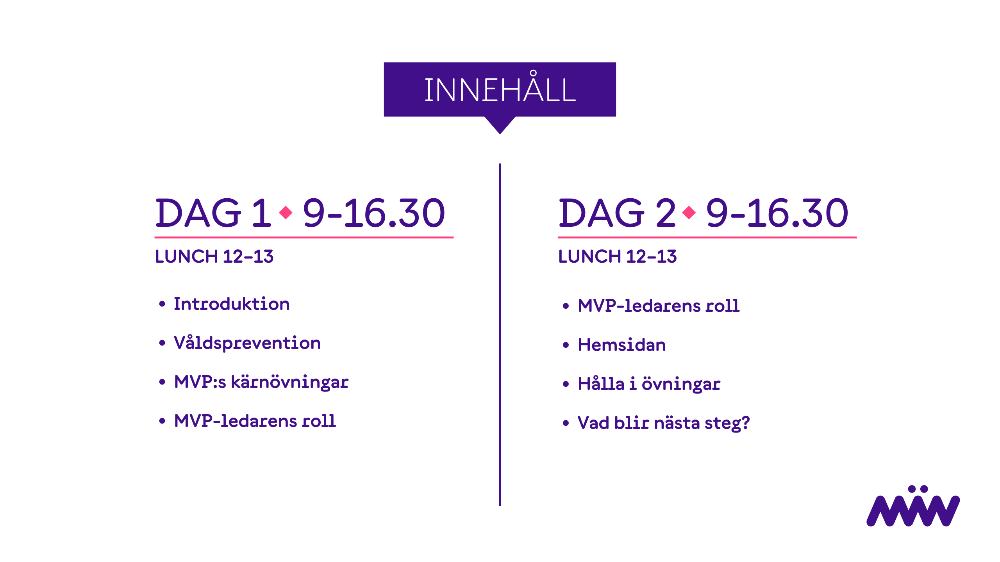 INNEHÅLL
DAG 1 ◆ 9-16.30
LUNCH 12–13
• Introduktion
• Våldsprevention
• MVP:s kärnövningar
• MVP-ledarens roll
DAG 2 ◆ 9-16.30
LUNCH 12–13
• MVP-ledarens roll
• Hemsidan
• Hålla i övningar
• Vad blir nästa steg?
MÄN